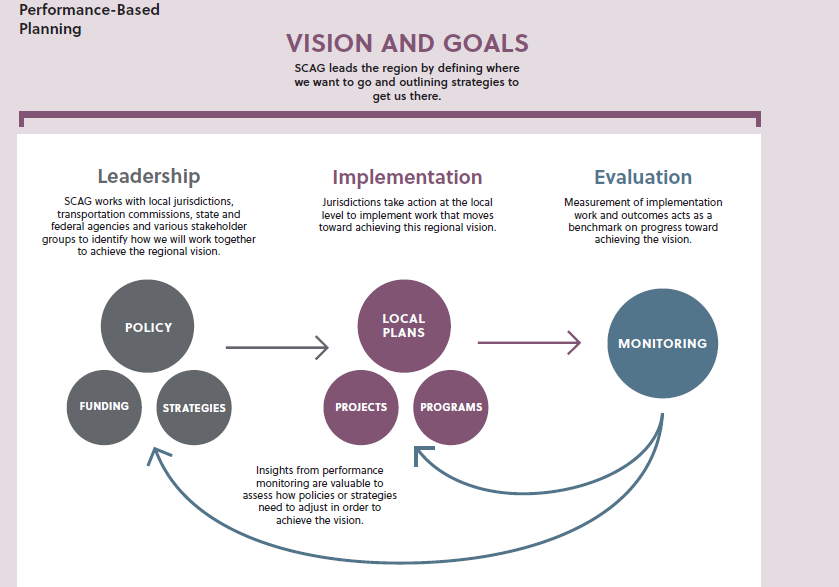 Performance-Based
Planning
VISION AND GOALS
SCAG leads the region by defining where
we want to go and outlining strategies to
get us there.
Leadership
SCAG works with local jurisdictions,
transportation commissions, state and
federal agencies and various stakeholder
groups to identify how we will work together
to achieve the regional vision.
Implementation
Jurisdictions take action at the local
level to implement work that moves
toward achieving this regional vision.
Evaluation
Measurement of implementation
work and outcomes acts as a
benchmark on progress toward
achieving the vision.
POLICY
FUNDING
STRATEGIES
LOCAL
PLANS
PROJECTS
PROGRAMS
MONITORING
Insights from performance
monitoring are valuable to
assess how policies or strategies
need to adjust in order to
achieve the vision.